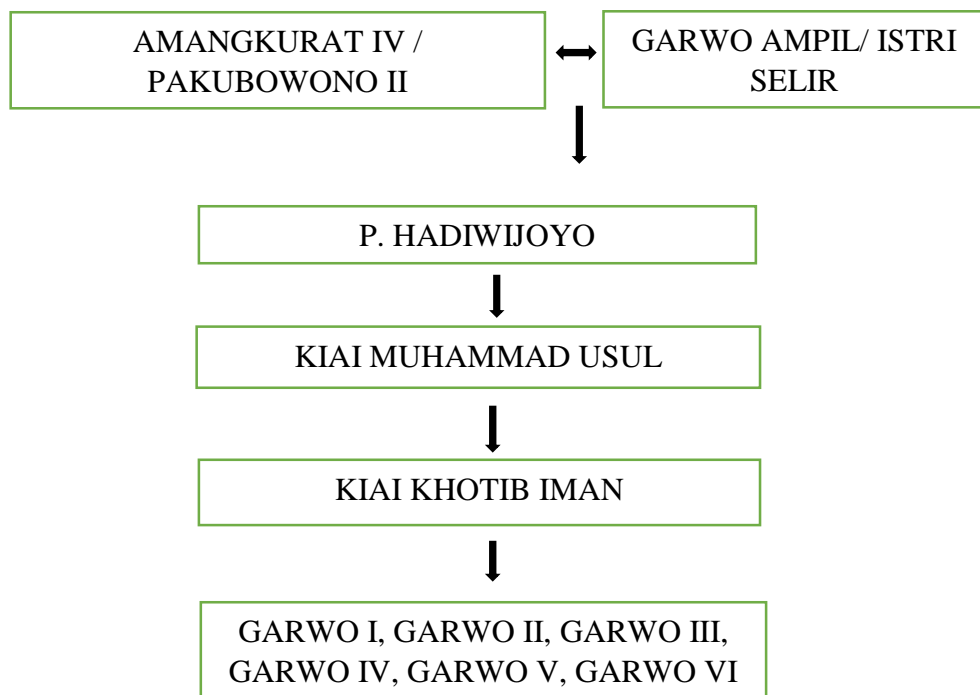 AMANGKURAT IV /
PAKUBOWONO II
GARWO AMPIL/ ISTRI
SELIR
P. HADIWIJOYO
KIAI MUHAMMAD USUL
KIAI KHOTIB IMAN
GARWO I, GARWO II, GARWO III,
GARWO IV, GARWO V, GARWO VI